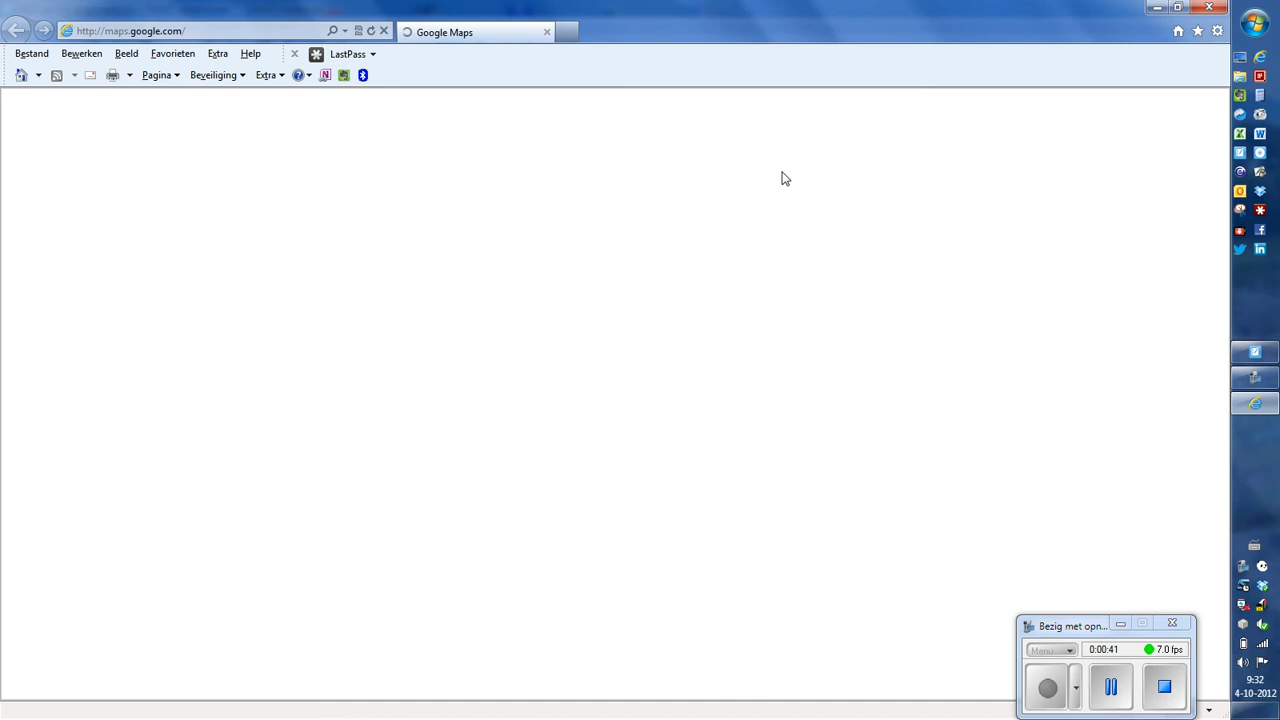 http://maps.google.com/
Google Maps
Bestand Bewerken Beeld Favorieten Extra Help
LastPass
Pagina Beveiliging Extra
Bezig met opn...
Menu 0:00:41 7.0 fps
9:32
4-10-2012